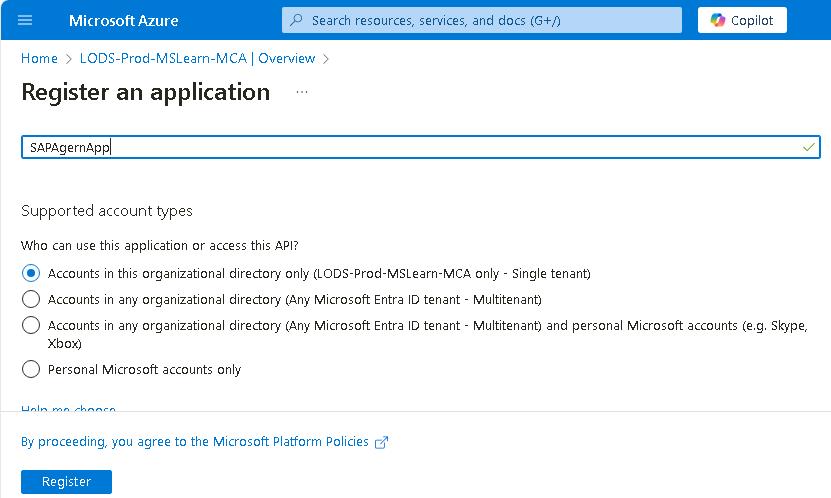 Microsoft Azure
Search resources, services, and docs (G+/)
Copilot
Home > LODS-Prod-MSLearn-MCA | Overview >
Register an application ...
SAPAgernApp
Supported account types
Who can use this application or access this API?
Accounts in this organizational directory only (LODS-Prod-MSLearn-MCA only - Single tenant)
Accounts in any organizational directory (Any Microsoft Entra ID tenant - Multitenant)
Accounts in any organizational directory (Any Microsoft Entra ID tenant - Multitenant) and personal Microsoft accounts (e.g. Skype,
Xbox)
Personal Microsoft accounts only
Help me choose
By proceeding, you agree to the Microsoft Platform Policies
Register